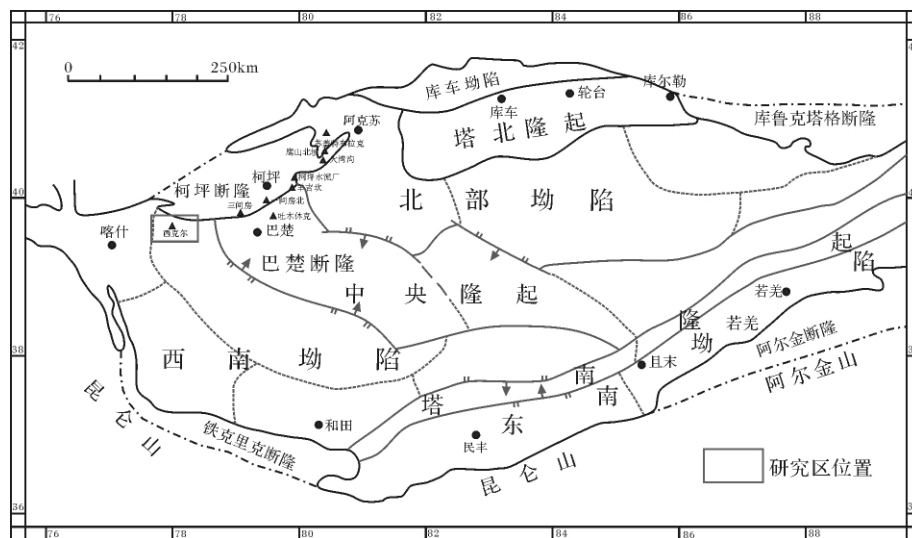 76 78 80 82 84 86 88
42
0 250km
库车坳陷
库尔勒
轮台
库车
阿克苏
库鲁克塔格断隆
塔北隆起
大湾沟
柯坪水泥厂
柯坪
柯坪断隆
40
北部坳陷
三间房
吐木休克
西克尔
喀什
巴楚
巴楚断隆
中央隆起
若羌
若羌
38
西南坳陷
且末
阿尔金断隆
阿尔金山
塔南隆起
东南坳陷
昆仑山
和田
民丰
铁克里克断隆
昆仑山
研究区位置
36
76 78 80 82 84 86 88